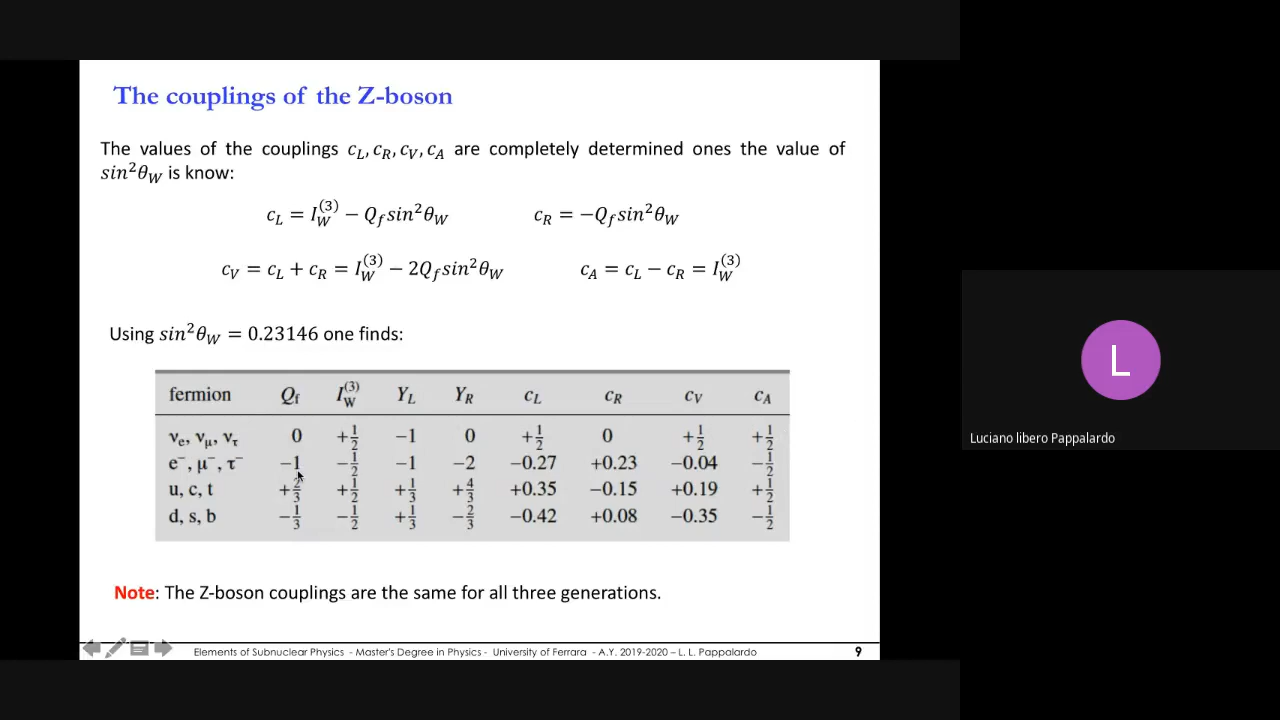 The couplings of the Z-boson
The values of the couplings c_L, c_R, c_V, c_A are completely determined ones the value of
sin²θ_W is know:
c_L = I_W^(3) − Q_f sin²θ_W    c_R = −Q_f sin²θ_W
c_V = c_L + c_R = I_W^(3) − 2Q_f sin²θ_W    c_A = c_L − c_R = I_W^(3)
Using sin²θ_W = 0.23146 one finds:
fermion Q_f I_W^(3) Y_L Y_R c_L c_R c_V c_A
ν_e, ν_μ, ν_τ 0 +1/2 −1 0 +1/2 0 +1/2 +1/2
e⁻, μ⁻, τ⁻ −1 −1/2 −1 −2 −0.27 +0.23 −0.04 −1/2
u, c, t +2/3 +1/2 +1/3 +4/3 +0.35 −0.15 +0.19 +1/2
d, s, b −1/3 −1/2 +1/3 −2/3 −0.42 +0.08 −0.35 −1/2
Note: The Z-boson couplings are the same for all three generations.
Elements of Subnuclear Physics - Master's Degree in Physics - University of Ferrara - A.Y. 2019-2020 – L. L. Pappalardo 9
L
Luciano libero Pappalardo